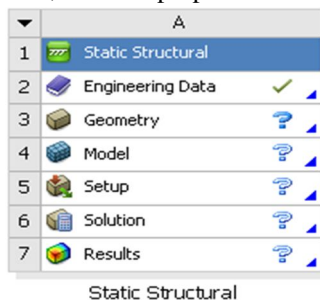 A
1 Static Structural
2 Engineering Data
3 Geometry ?
4 Model ?
5 Setup ?
6 Solution ?
7 Results ?
Static Structural